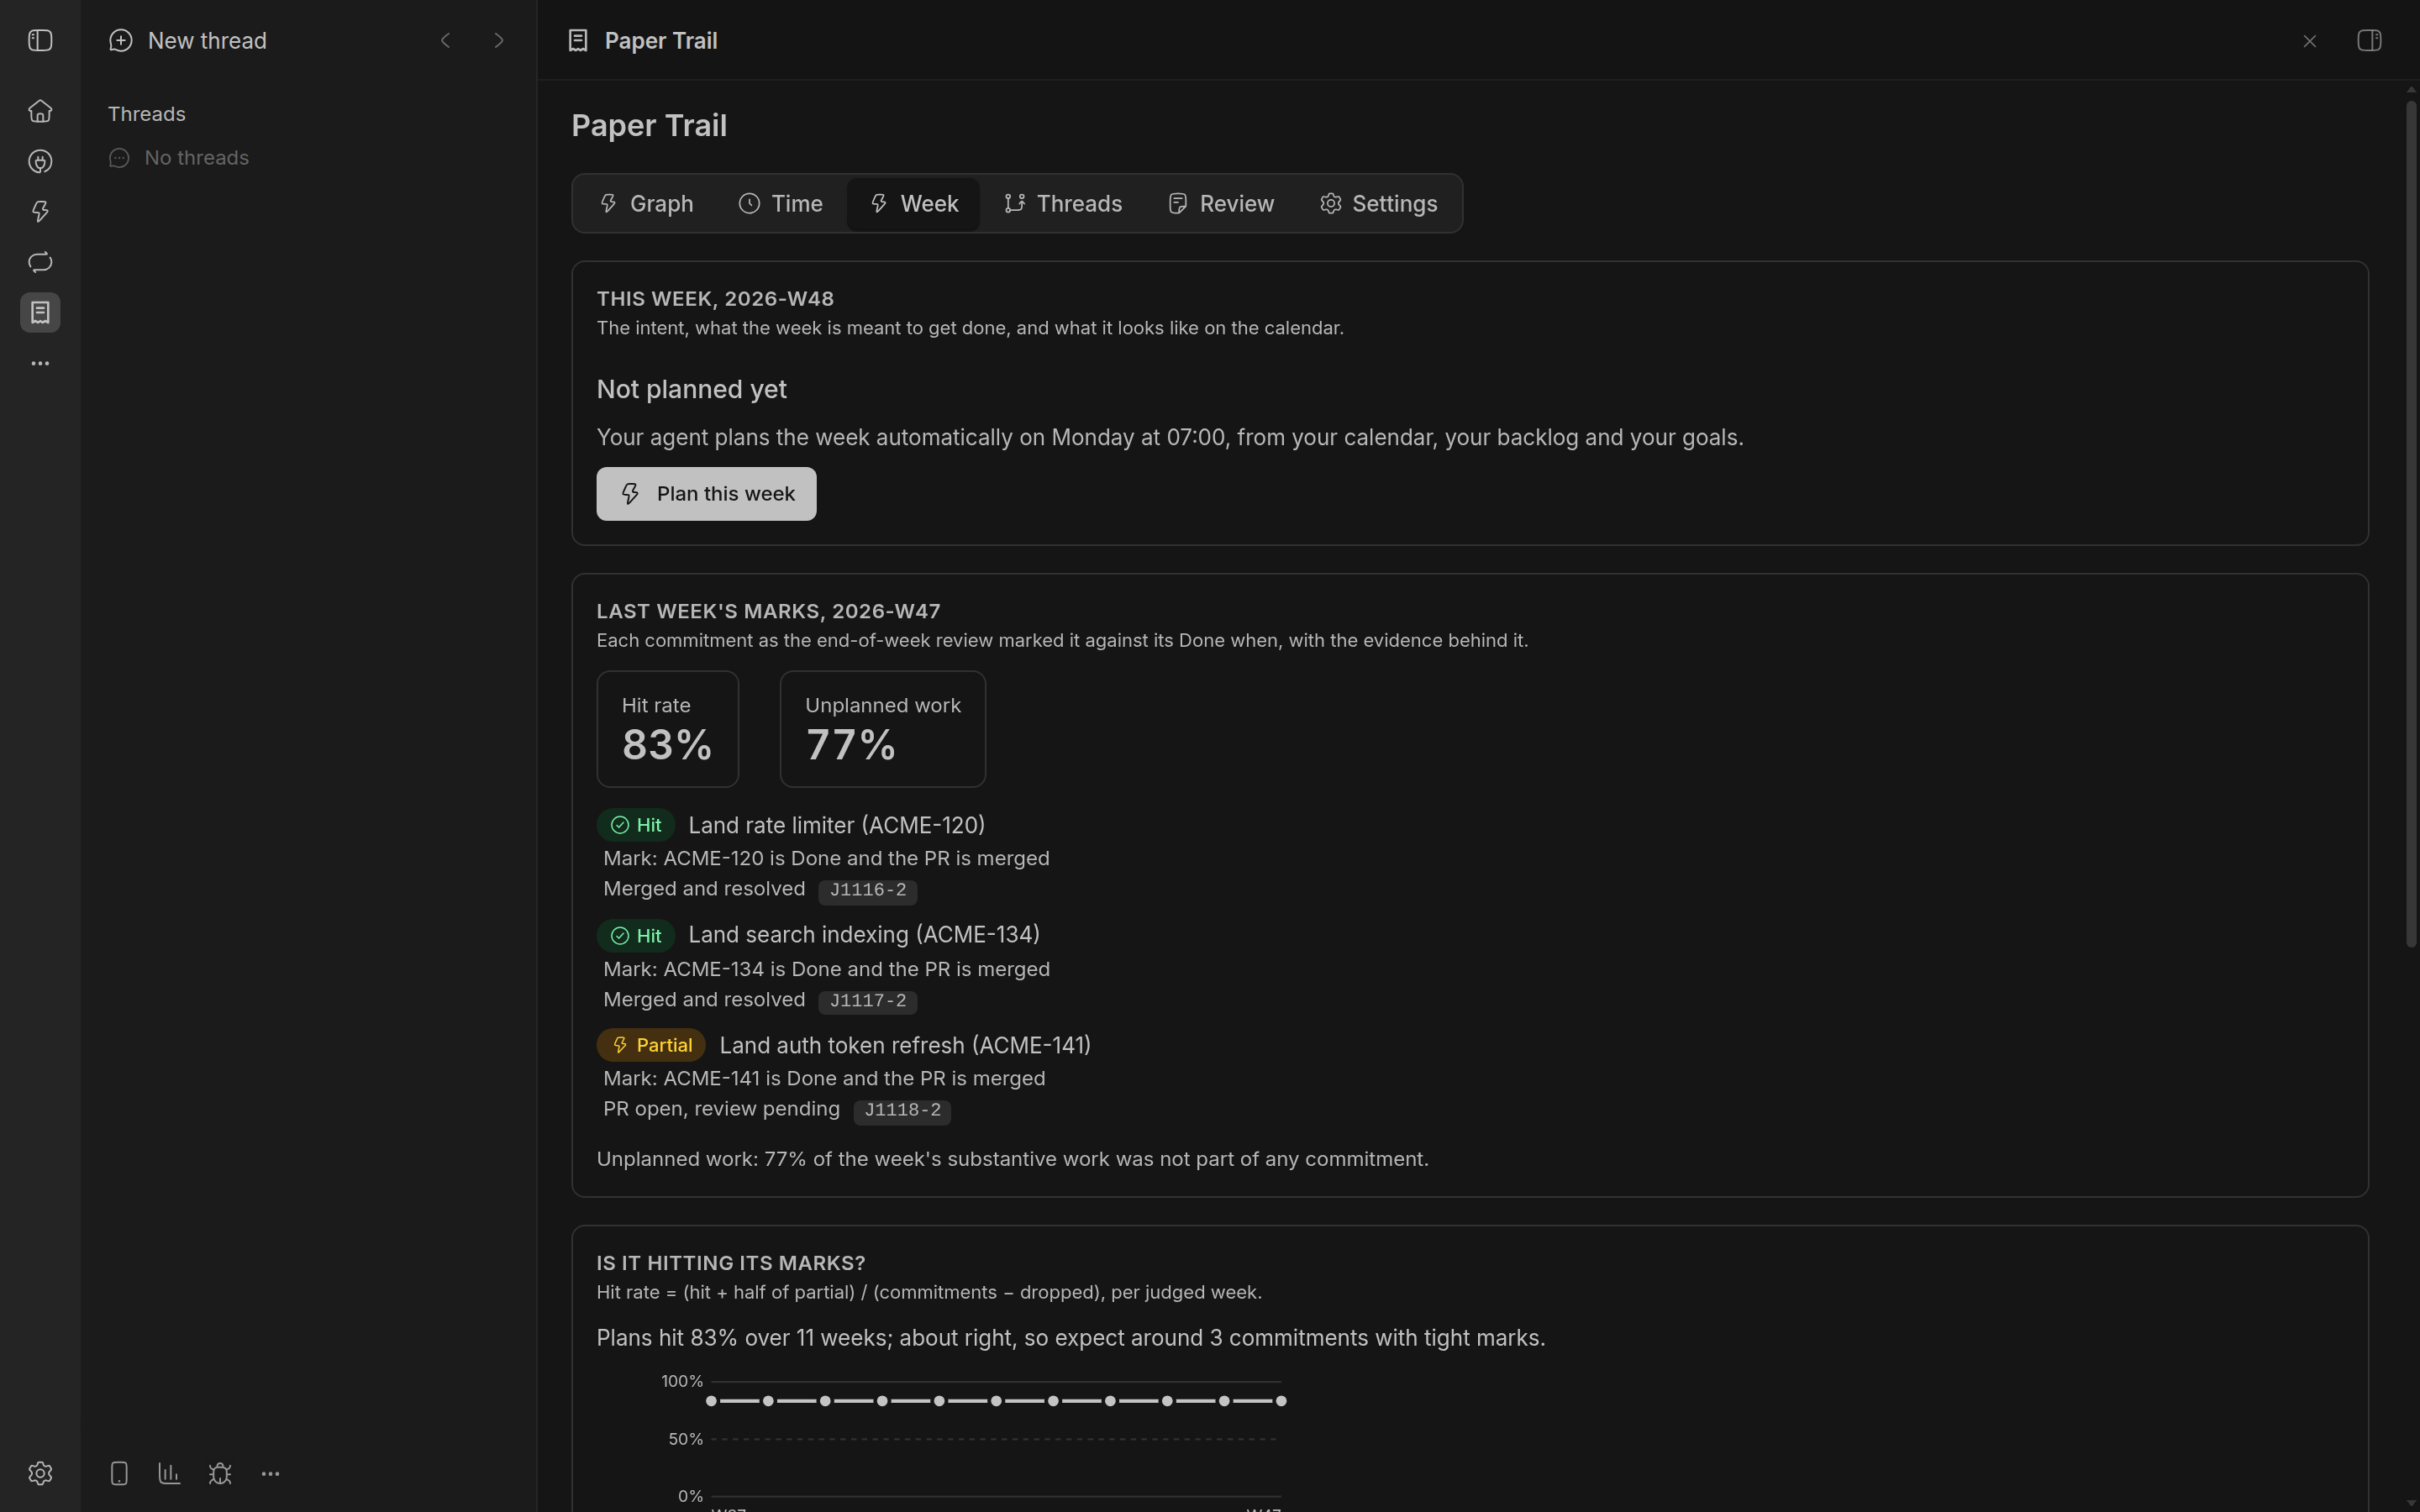 New thread
Threads
No threads
Paper Trail
Paper Trail
Graph
Time
Week
Threads
Review
Settings
THIS WEEK, 2026-W48
The intent, what the week is meant to get done, and what it looks like on the calendar.
Not planned yet
Your agent plans the week automatically on Monday at 07:00, from your calendar, your backlog and your goals.
Plan this week
LAST WEEK'S MARKS, 2026-W47
Each commitment as the end-of-week review marked it against its Done when, with the evidence behind it.
Hit rate
83%
Unplanned work
77%
Hit Land rate limiter (ACME-120)
Mark: ACME-120 is Done and the PR is merged
Merged and resolved J1116-2
Hit Land search indexing (ACME-134)
Mark: ACME-134 is Done and the PR is merged
Merged and resolved J1117-2
Partial Land auth token refresh (ACME-141)
Mark: ACME-141 is Done and the PR is merged
PR open, review pending J1118-2
Unplanned work: 77% of the week's substantive work was not part of any commitment.
IS IT HITTING ITS MARKS?
Hit rate = (hit + half of partial) / (commitments − dropped), per judged week.
Plans hit 83% over 11 weeks; about right, so expect around 3 commitments with tight marks.
100%
50%
0%